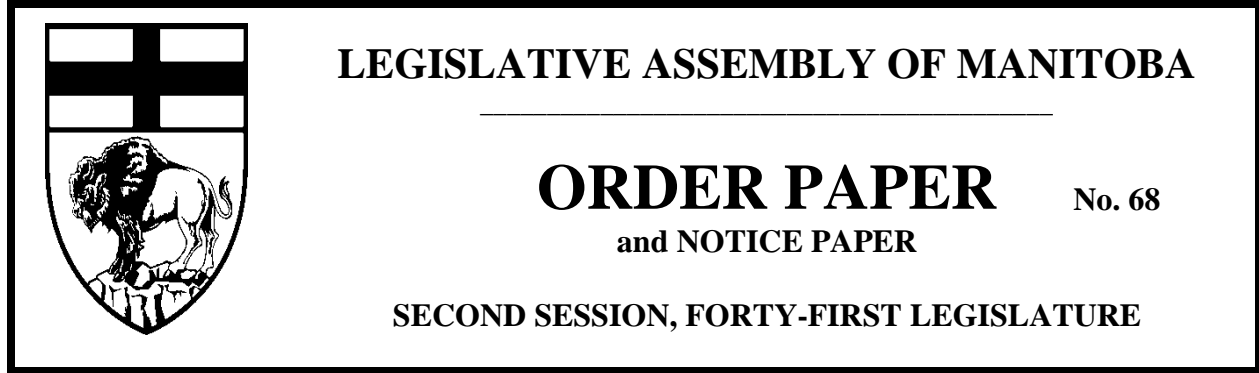 LEGISLATIVE ASSEMBLY OF MANITOBA
ORDER PAPER No. 68
and NOTICE PAPER
SECOND SESSION, FORTY-FIRST LEGISLATURE